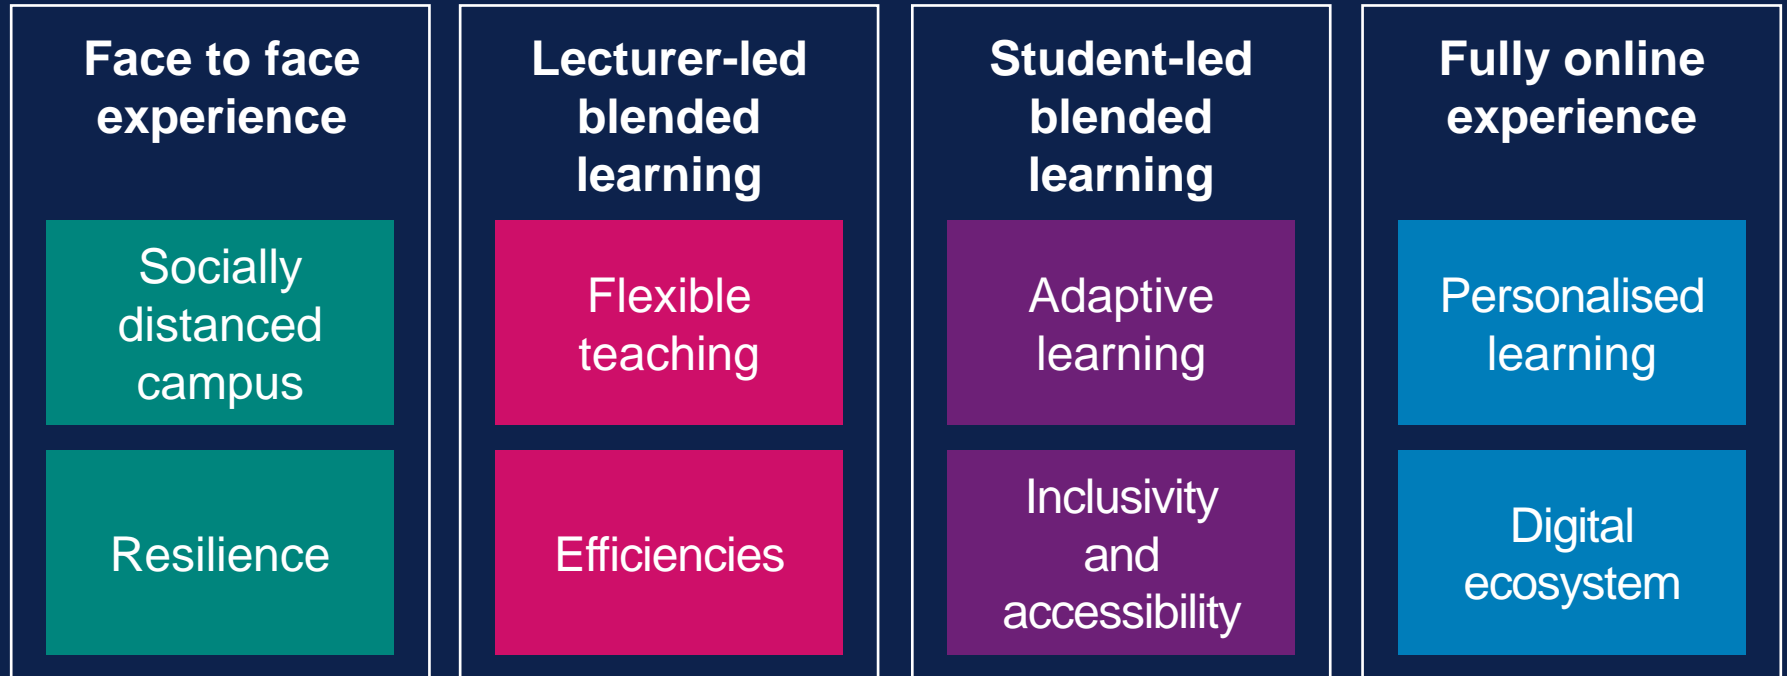 Face to face
experience
Socially
distanced
campus
Resilience
Lecturer-led
blended
learning
Flexible
teaching
Efficiencies
Student-led
blended
learning
Adaptive
learning
Inclusivity
and
accessibility
Fully online
experience
Personalised
learning
Digital
ecosystem